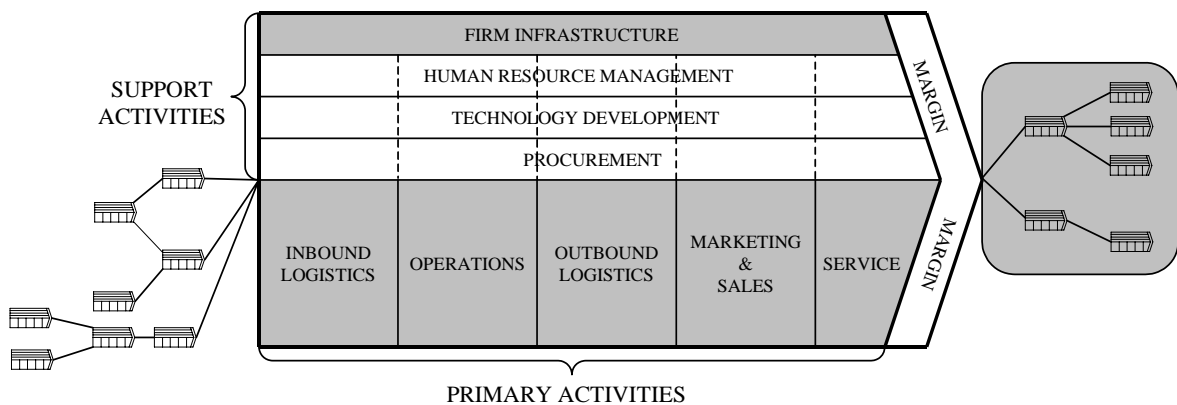 FIRM INFRASTRUCTURE
HUMAN RESOURCE MANAGEMENT
TECHNOLOGY DEVELOPMENT
PROCUREMENT
SUPPORT
ACTIVITIES
MARGIN
MARGIN
INBOUND
LOGISTICS
OPERATIONS
OUTBOUND
LOGISTICS
MARKETING
&
SALES
SERVICE
PRIMARY ACTIVITIES